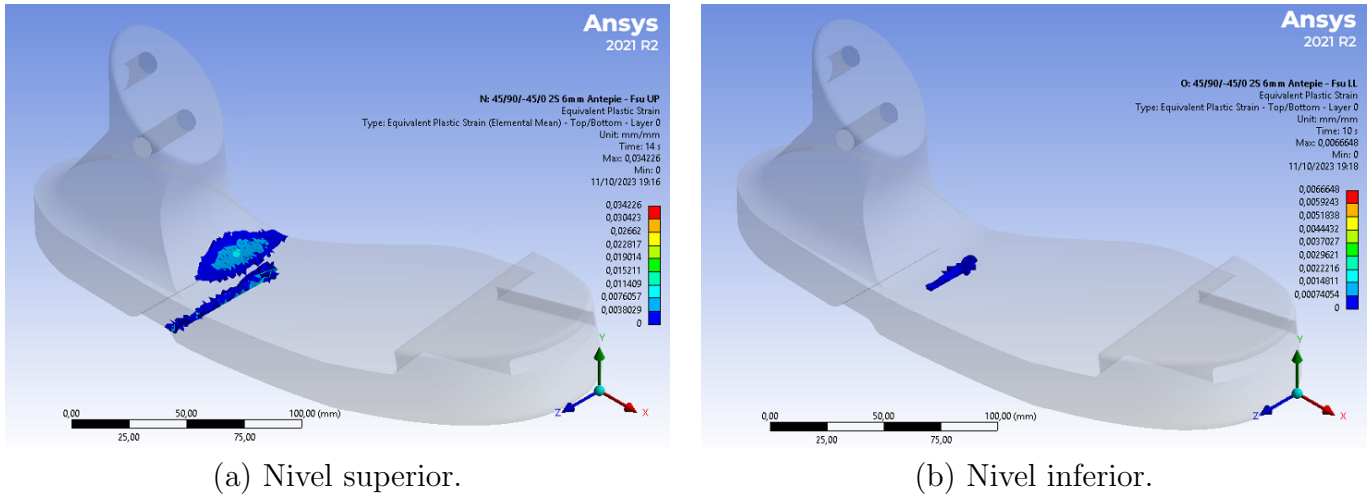 Ansys
2021 R2
N: 45/90/-45/0 2S 6mm Antepie - Fsu UP
Equivalent Plastic Strain
Type: Equivalent Plastic Strain (Elemental Mean) - Top/Bottom - Layer 0
Unit: mm/mm
Time: 14 s
Max: 0,034226
Min: 0
11/10/2023 19:16
0,034226
0,030423
0,02662
0,022817
0,019014
0,015211
0,011409
0,0076057
0,0038029
0
Y
Z
X
0,00
50,00
100,00 (mm)
25,00
75,00
(a) Nivel superior.
Ansys
2021 R2
O: 45/90/-45/0 2S 6mm Antepie - Fsu LL
Equivalent Plastic Strain
Type: Equivalent Plastic Strain - Top/Bottom - Layer 0
Unit: mm/mm
Time: 10 s
Max: 0,0066648
Min: 0
11/10/2023 19:18
0,0066648
0,0059243
0,0051838
0,0044432
0,0037027
0,0029621
0,0022216
0,0014811
0,00074054
0
Y
Z
X
0,00
50,00
100,00 (mm)
25,00
75,00
(b) Nivel inferior.